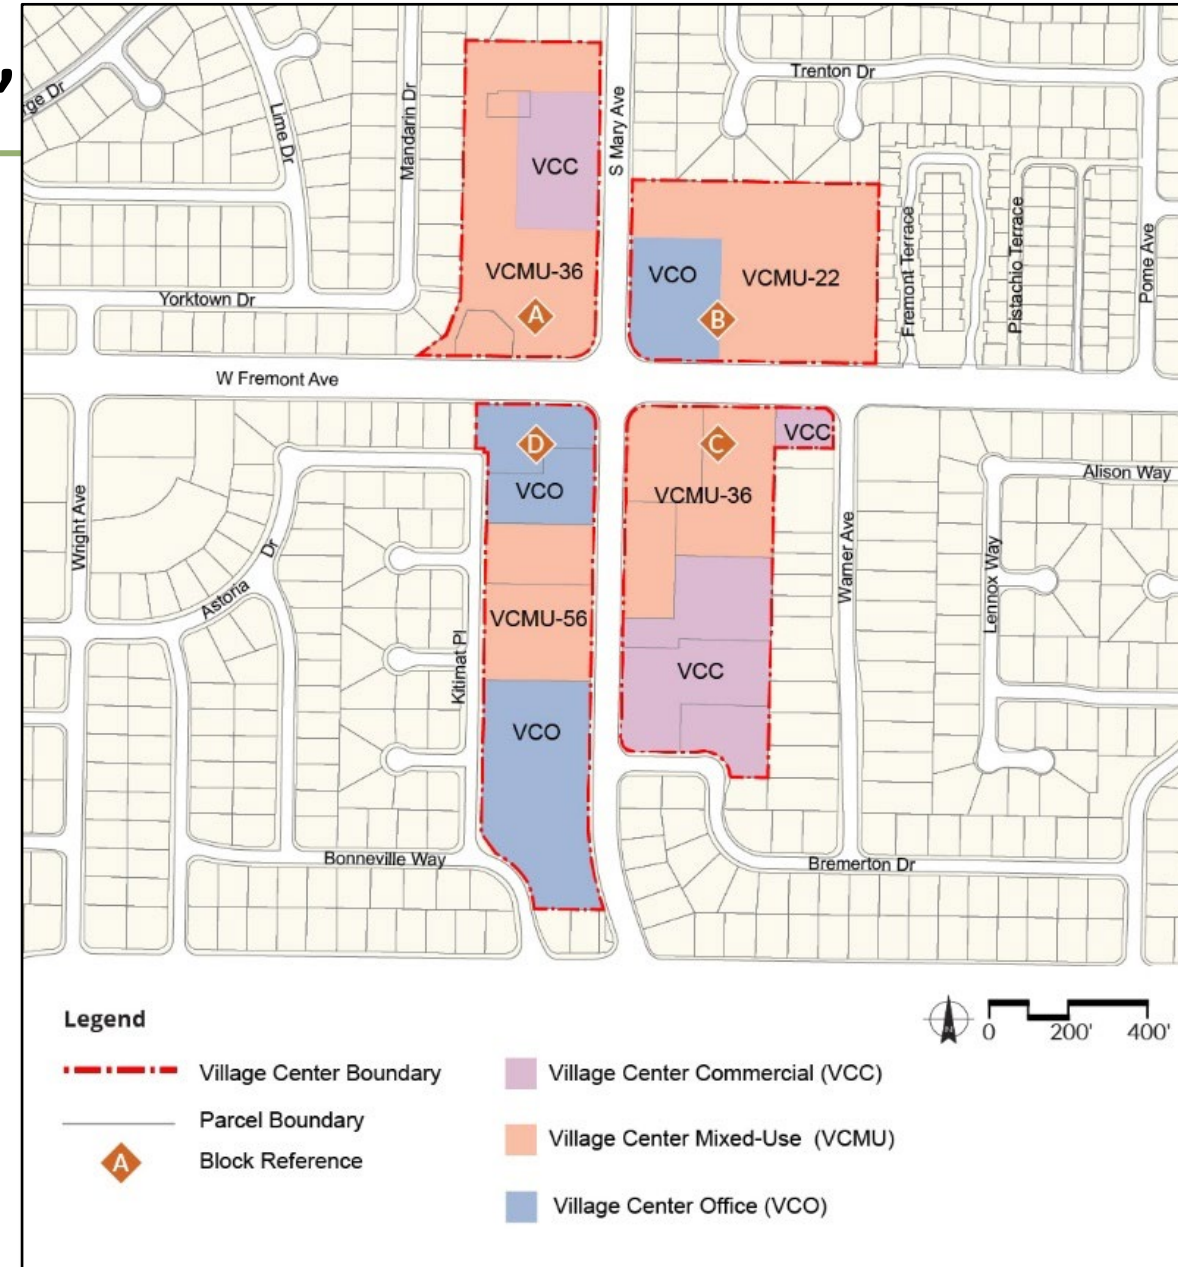 ,
rge Dr
Lime Dr
Mandarin Dr
S Mary Ave
Trenton Dr
VCC
VCMU-36
A
VCO
B
VCMU-22
Fremont Terrace
Pistachio Terrace
Pome Ave
Yorktown Dr
W Fremont Ave
D
VCO
C
VCC
VCMU-36
Wright Ave
Astoria Dr
Kitimat Pl
VCMU-56
VCO
VCC
Warner Ave
Lennox Way
Alison Way
Bonneville Way
Bremerton Dr
Legend
Village Center Boundary
Parcel Boundary
A Block Reference
Village Center Commercial (VCC)
Village Center Mixed-Use (VCMU)
Village Center Office (VCO)
N
0 200' 400'